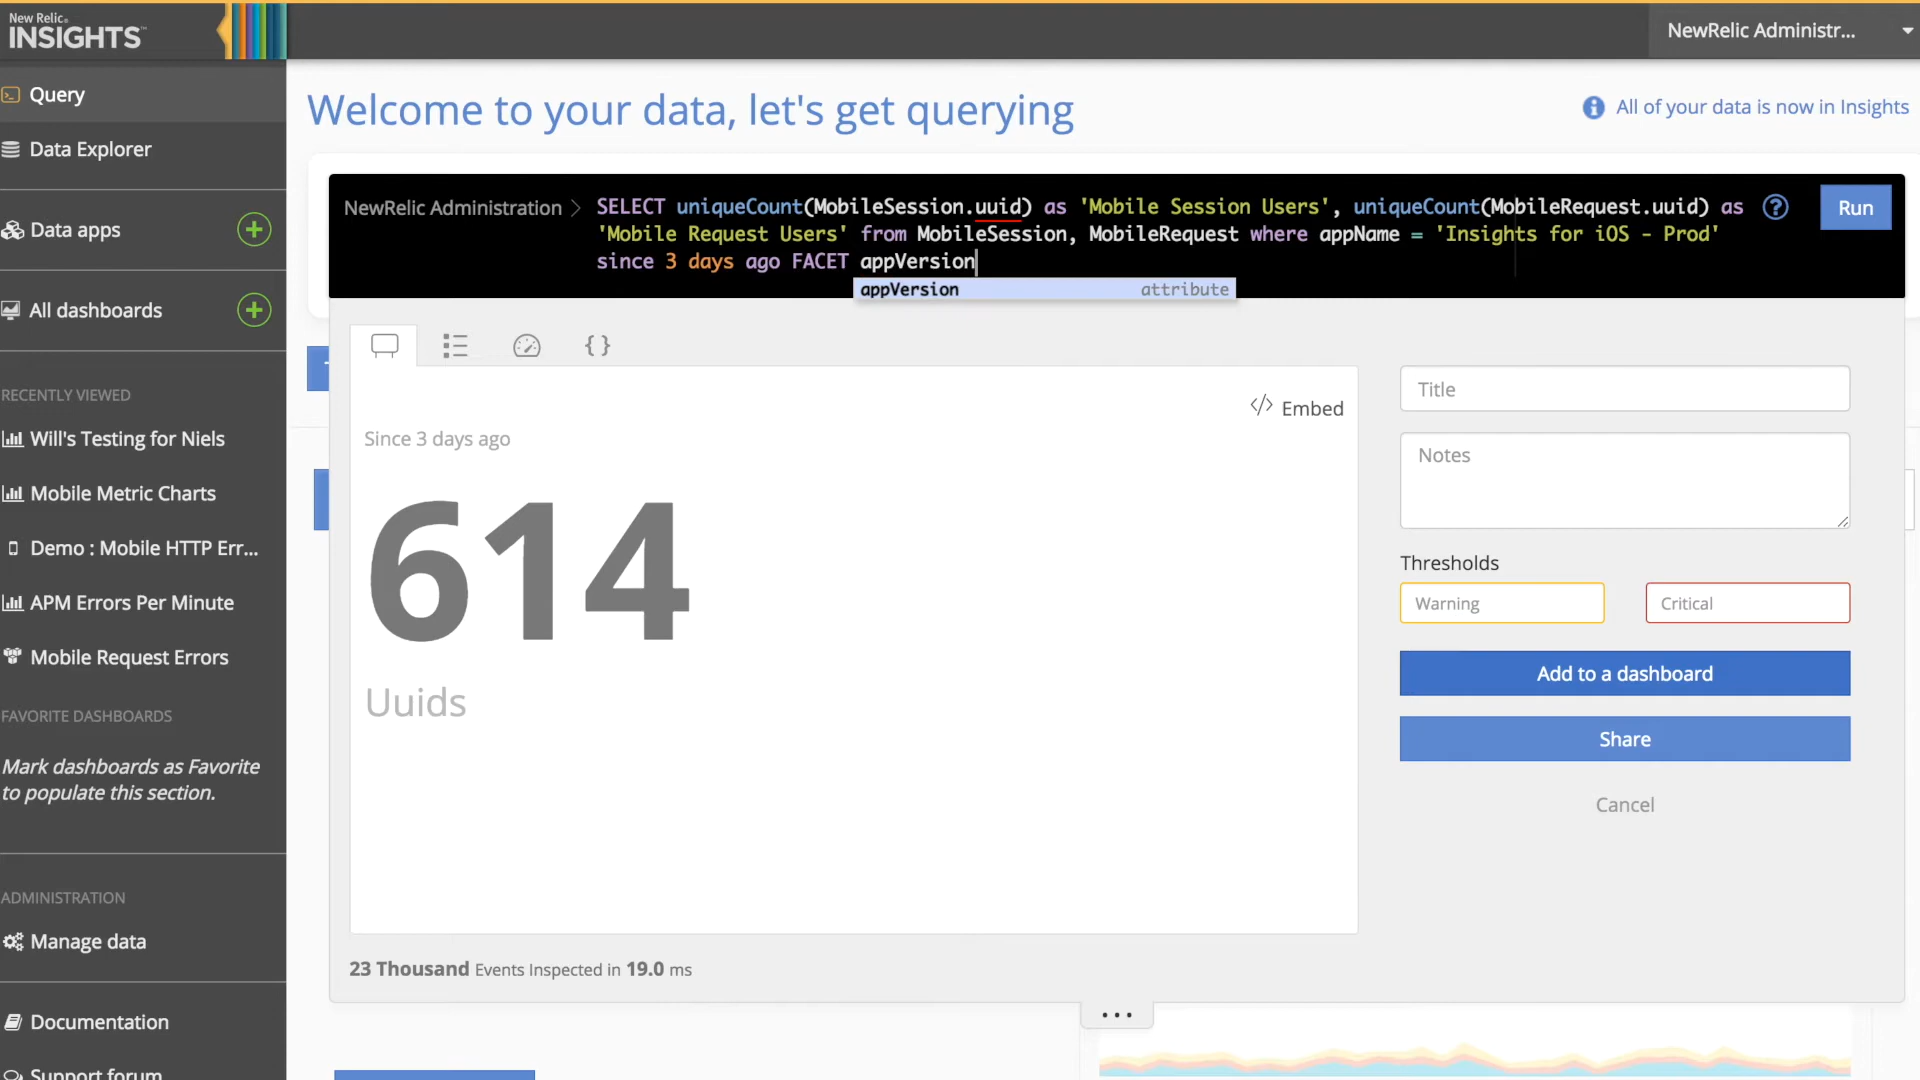 New Relic.
INSIGHTS™
NewRelic Administr...
Query
Welcome to your data, let's get querying
All of your data is now in Insights
Data Explorer
NewRelic Administration > SELECT uniqueCount(MobileSession.uuid) as 'Mobile Session Users', uniqueCount(MobileRequest.uuid) as
'Mobile Request Users' from MobileSession, MobileRequest where appName = 'Insights for iOS - Prod'
since 3 days ago FACET appVersion
appVersion attribute
?
Run
Data apps
All dashboards
{ }
RECENTLY VIEWED
Will's Testing for Niels
Mobile Metric Charts
Demo : Mobile HTTP Err...
APM Errors Per Minute
Mobile Request Errors
FAVORITE DASHBOARDS
Mark dashboards as Favorite
to populate this section.
ADMINISTRATION
Manage data
Documentation
Support forum
</> Embed
Since 3 days ago
614
Uuids
23 Thousand Events Inspected in 19.0 ms
Title
Notes
Thresholds
Warning
Critical
Add to a dashboard
Share
Cancel
...